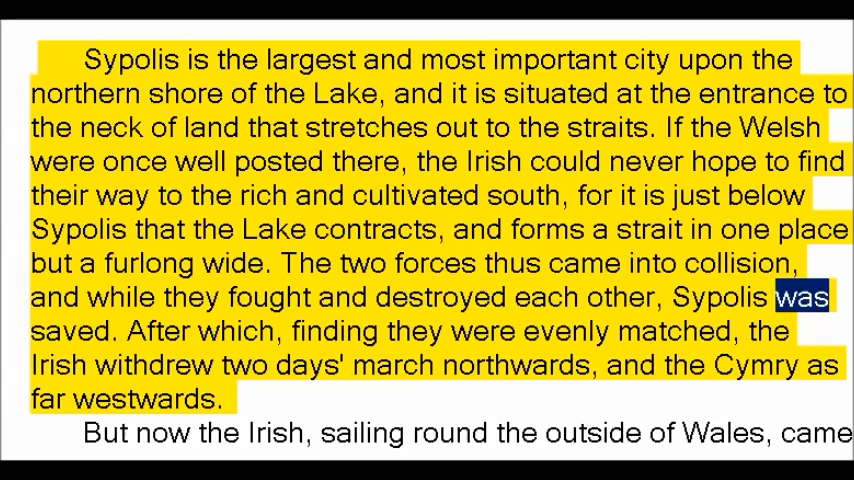 Sypolis is the largest and most important city upon the
northern shore of the Lake, and it is situated at the entrance to
the neck of land that stretches out to the straits. If the Welsh
were once well posted there, the Irish could never hope to find
their way to the rich and cultivated south, for it is just below
Sypolis that the Lake contracts, and forms a strait in one place
but a furlong wide. The two forces thus came into collision,
and while they fought and destroyed each other, Sypolis was
saved. After which, finding they were evenly matched, the
Irish withdrew two days' march northwards, and the Cymry as
far westwards.
But now the Irish, sailing round the outside of Wales, came